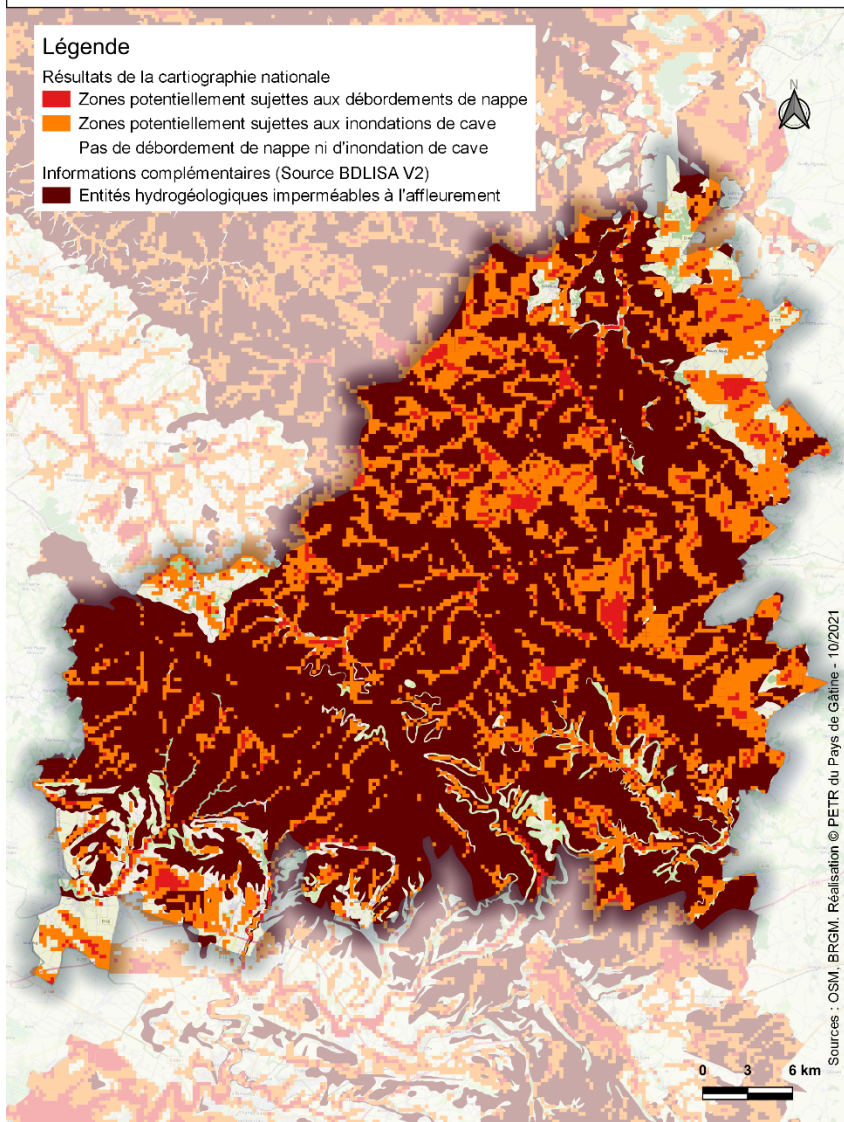 Légende
Résultats de la cartographie nationale
Zones potentiellement sujettes aux débordements de nappe
Zones potentiellement sujettes aux inondations de cave
Pas de débordement de nappe ni d'inondation de cave
Informations complémentaires (Source BDLISA V2)
Entités hydrogéologiques imperméables à l'affleurement
N
Sources : OSM, BRGM. Réalisation © PETR du Pays de Gâtine - 10/2021
0 3 6 km